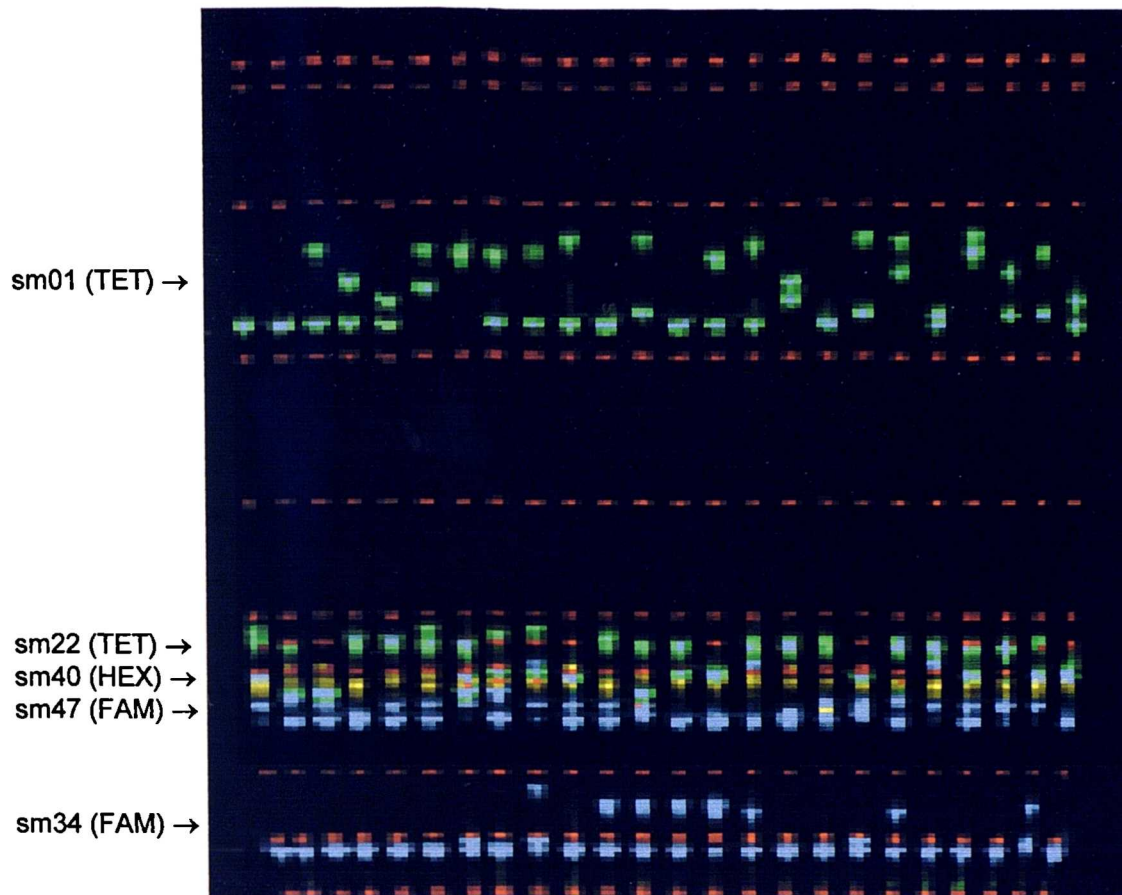 sm01 (TET) →
sm22 (TET) →
sm40 (HEX) →
sm47 (FAM) →
sm34 (FAM) →